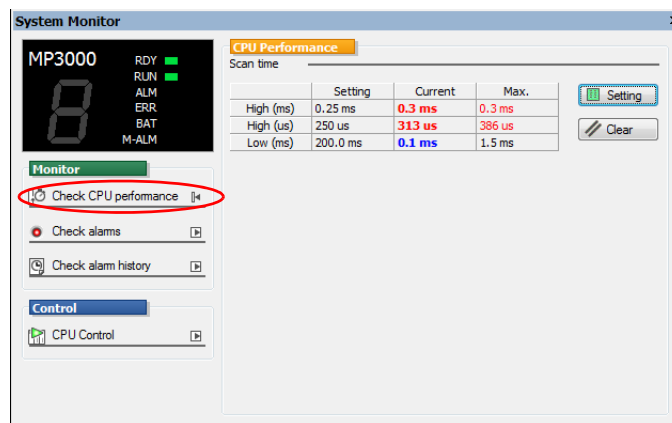 System Monitor
MP3000
RDY
RUN
ALM
ERR
BAT
M-ALM
Monitor
Check CPU performance
Check alarms
Check alarm history
Control
CPU Control
CPU Performance
Scan time
Setting Current Max.
High (ms) 0.25 ms 0.3 ms 0.3 ms
High (us) 250 us 313 us 386 us
Low (ms) 200.0 ms 0.1 ms 1.5 ms
Setting
Clear